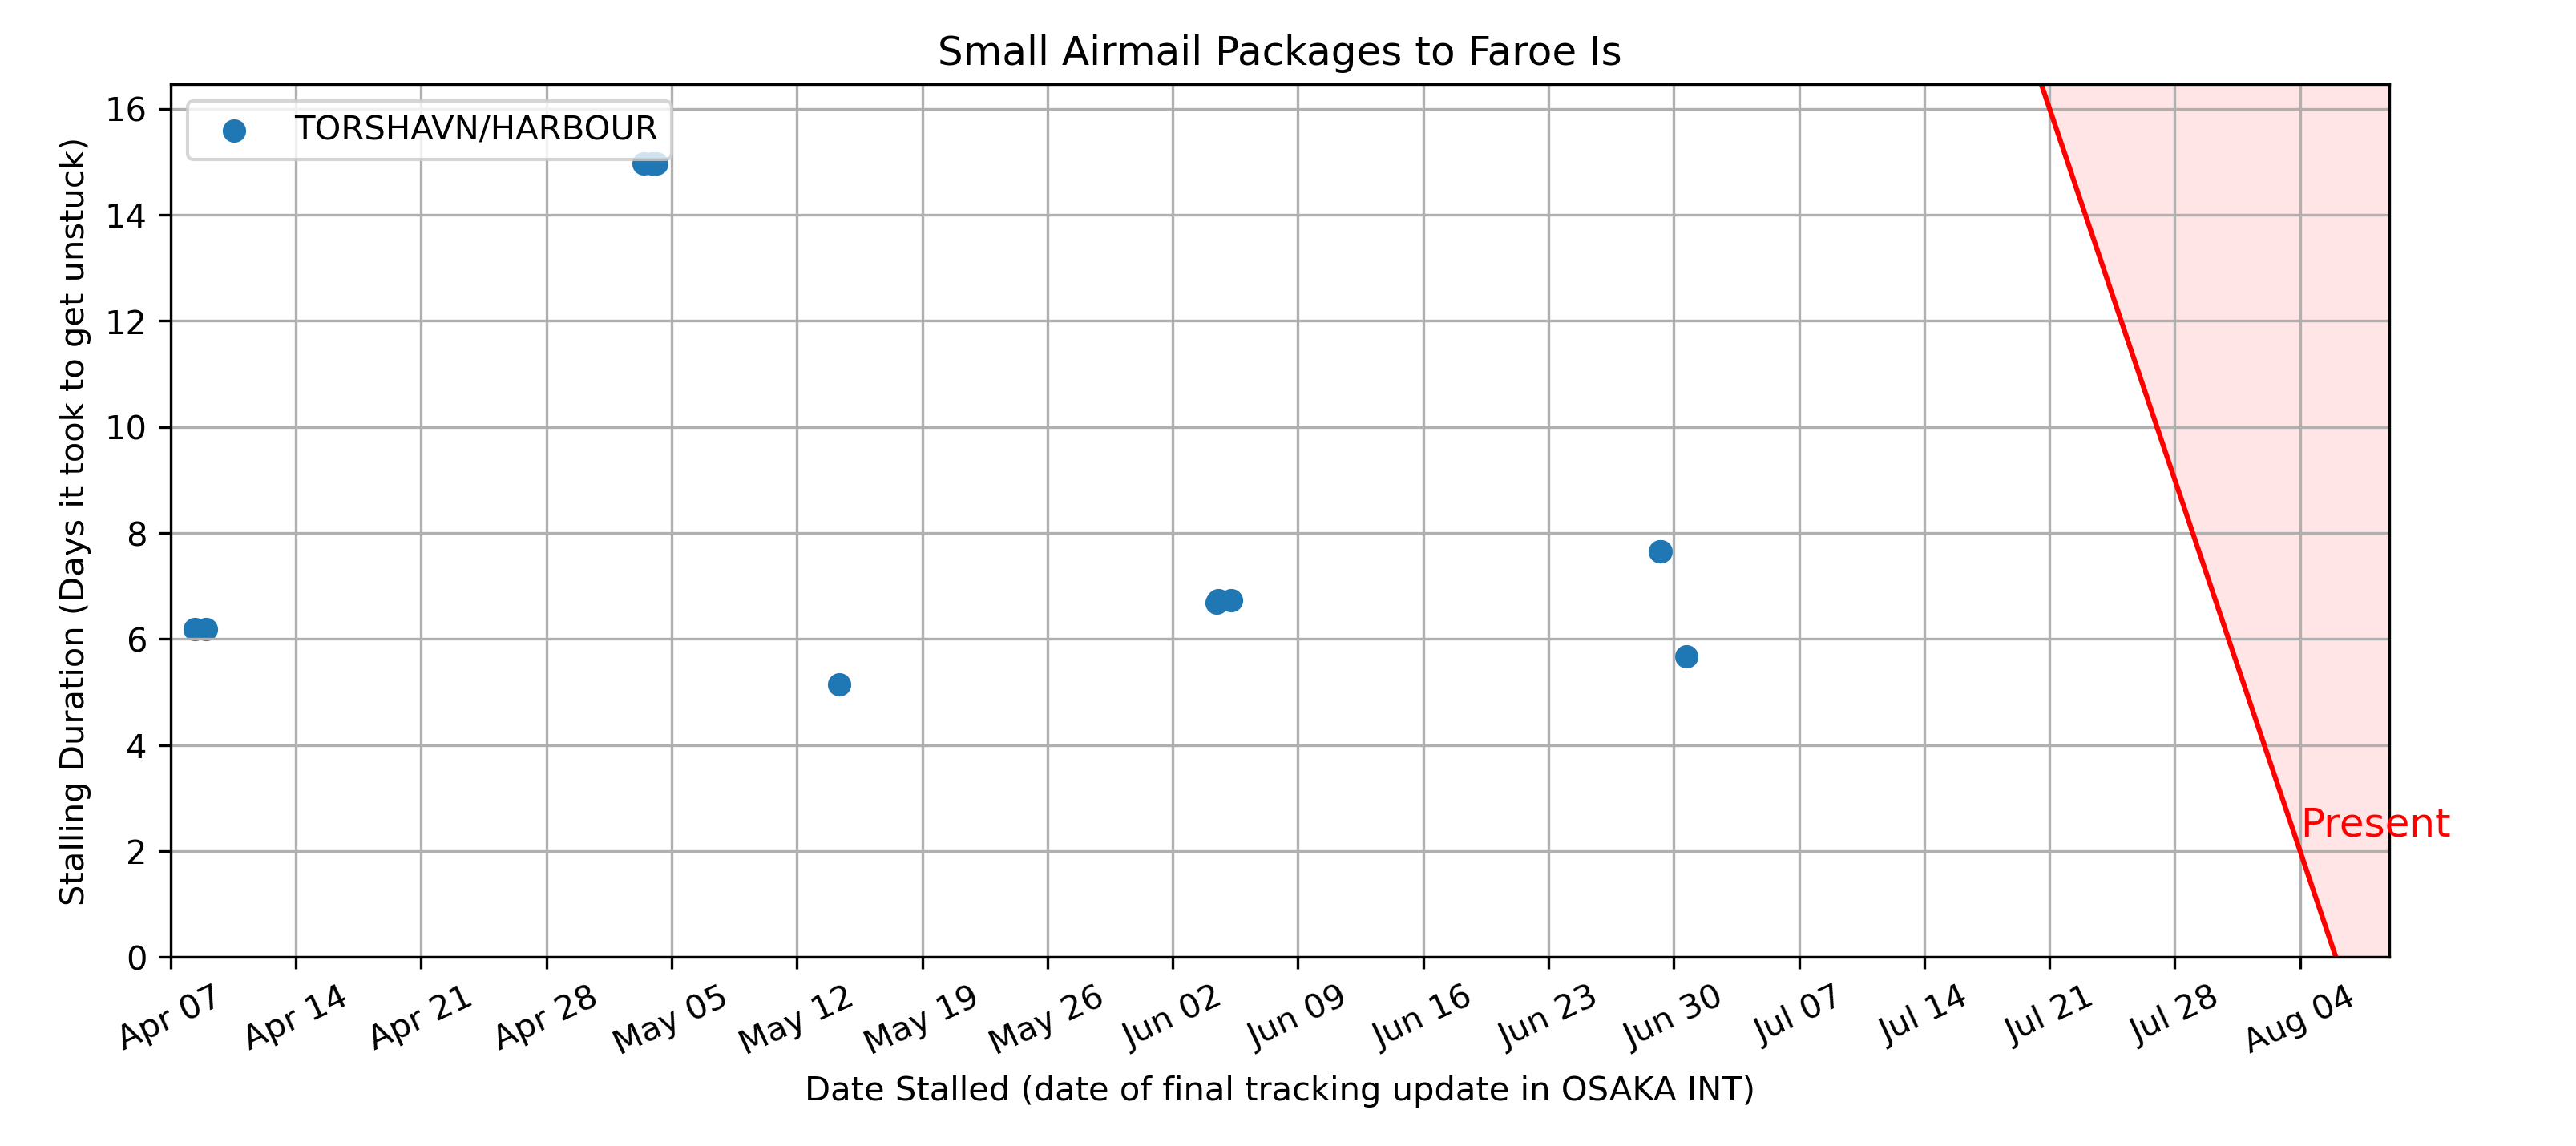 Small Airmail Packages to Faroe Is
TORSHAVN/HARBOUR
Stalling Duration (Days it took to get unstuck)
16
14
12
10
8
6
4
2
0
Present
Apr 07 Apr 14 Apr 21 Apr 28 May 05 May 12 May 19 May 26 Jun 02 Jun 09 Jun 16 Jun 23 Jun 30 Jul 07 Jul 14 Jul 21 Jul 28 Aug 04
Date Stalled (date of final tracking update in OSAKA INT)